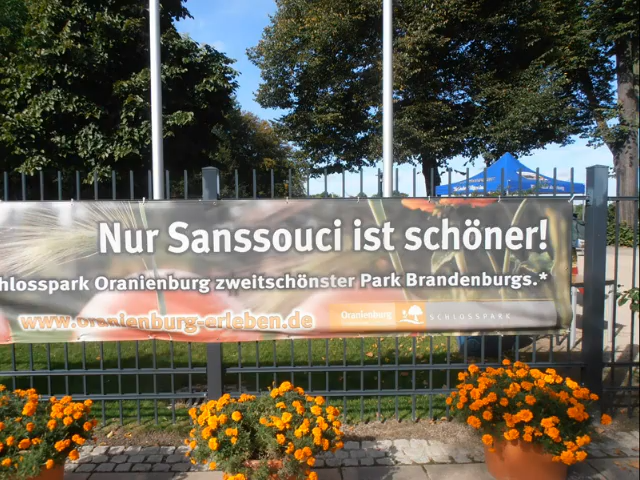 Nur Sanssouci ist schöner!
hlosspark Oranienburg zweitschönster Park Brandenburgs.*
www.oranienburg-erleben.de
Oranienburg SCHLOSSPARK